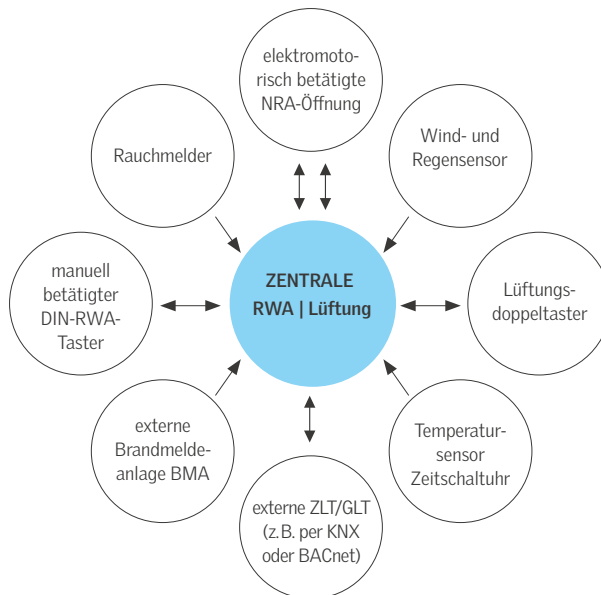 elektromoto-
risch betätigte
NRA-Öffnung
Rauchmelder
Wind- und
Regensensor
manuell
betätigter
DIN-RWA-
Taster
ZENTRALE
RWA | Lüftung
Lüftungs-
doppeltaster
externe
Brandmelde-
anlage BMA
Temperatur-
sensor
Zeitschaltuhr
externe ZLT/GLT
(z. B. per KNX
oder BACnet)